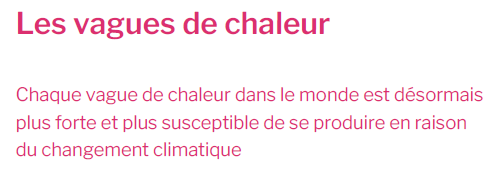 Les vagues de chaleur
Chaque vague de chaleur dans le monde est désormais
plus forte et plus susceptible de se produire en raison
du changement climatique